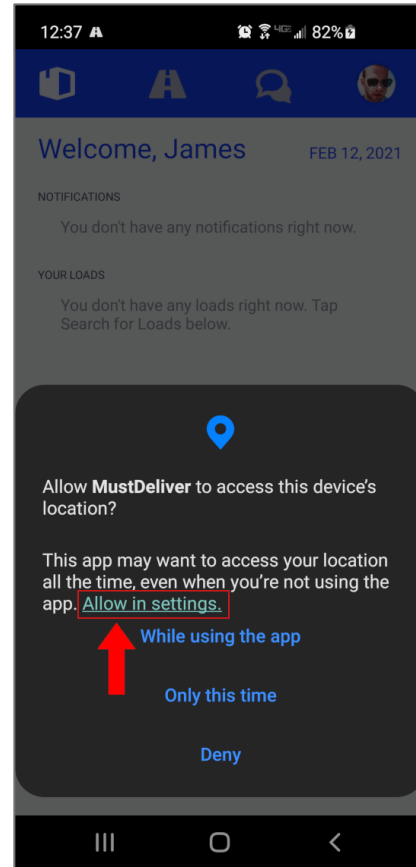 12:37 4GE 82%
Welcome, James FEB 12, 2021
NOTIFICATIONS
You don't have any notifications right now.
YOUR LOADS
You don't have any loads right now. Tap
Search for Loads below.
Allow MustDeliver to access this device's
location?
This app may want to access your location
all the time, even when you're not using the
app. Allow in settings.
While using the app
Only this time
Deny